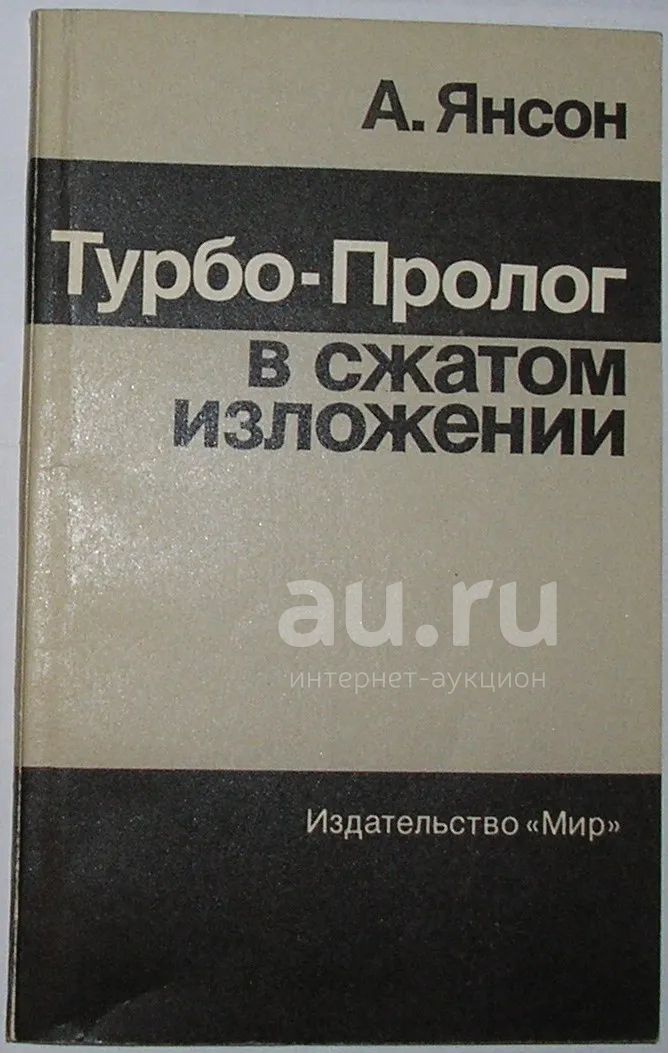 А. Янсон
Турбо-Пролог
в сжатом
изложении
au.ru
интернет-аукцион
Издательство «Мир»